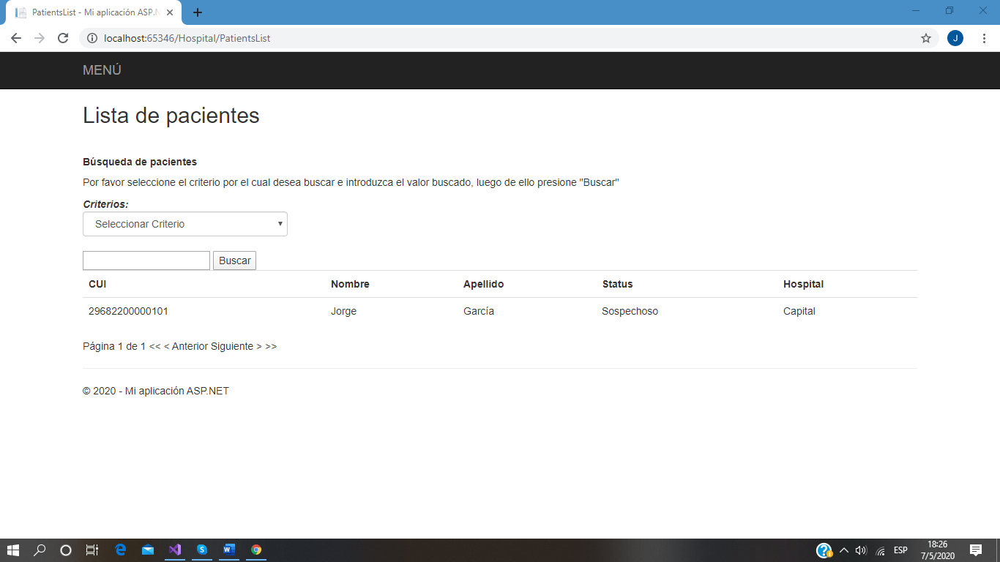 PatientsList - Mi aplicación ASP.N
localhost:65346/Hospital/PatientsList
J
MENÚ
Lista de pacientes
Búsqueda de pacientes
Por favor seleccione el criterio por el cual desea buscar e introduzca el valor buscado, luego de ello presione "Buscar"
Criterios:
Seleccionar Criterio
Buscar
CUI Nombre Apellido Status Hospital
29682200000101 Jorge García Sospechoso Capital
Página 1 de 1 << < Anterior Siguiente > >>
© 2020 - Mi aplicación ASP.NET
ESP
18:26
7/5/2020